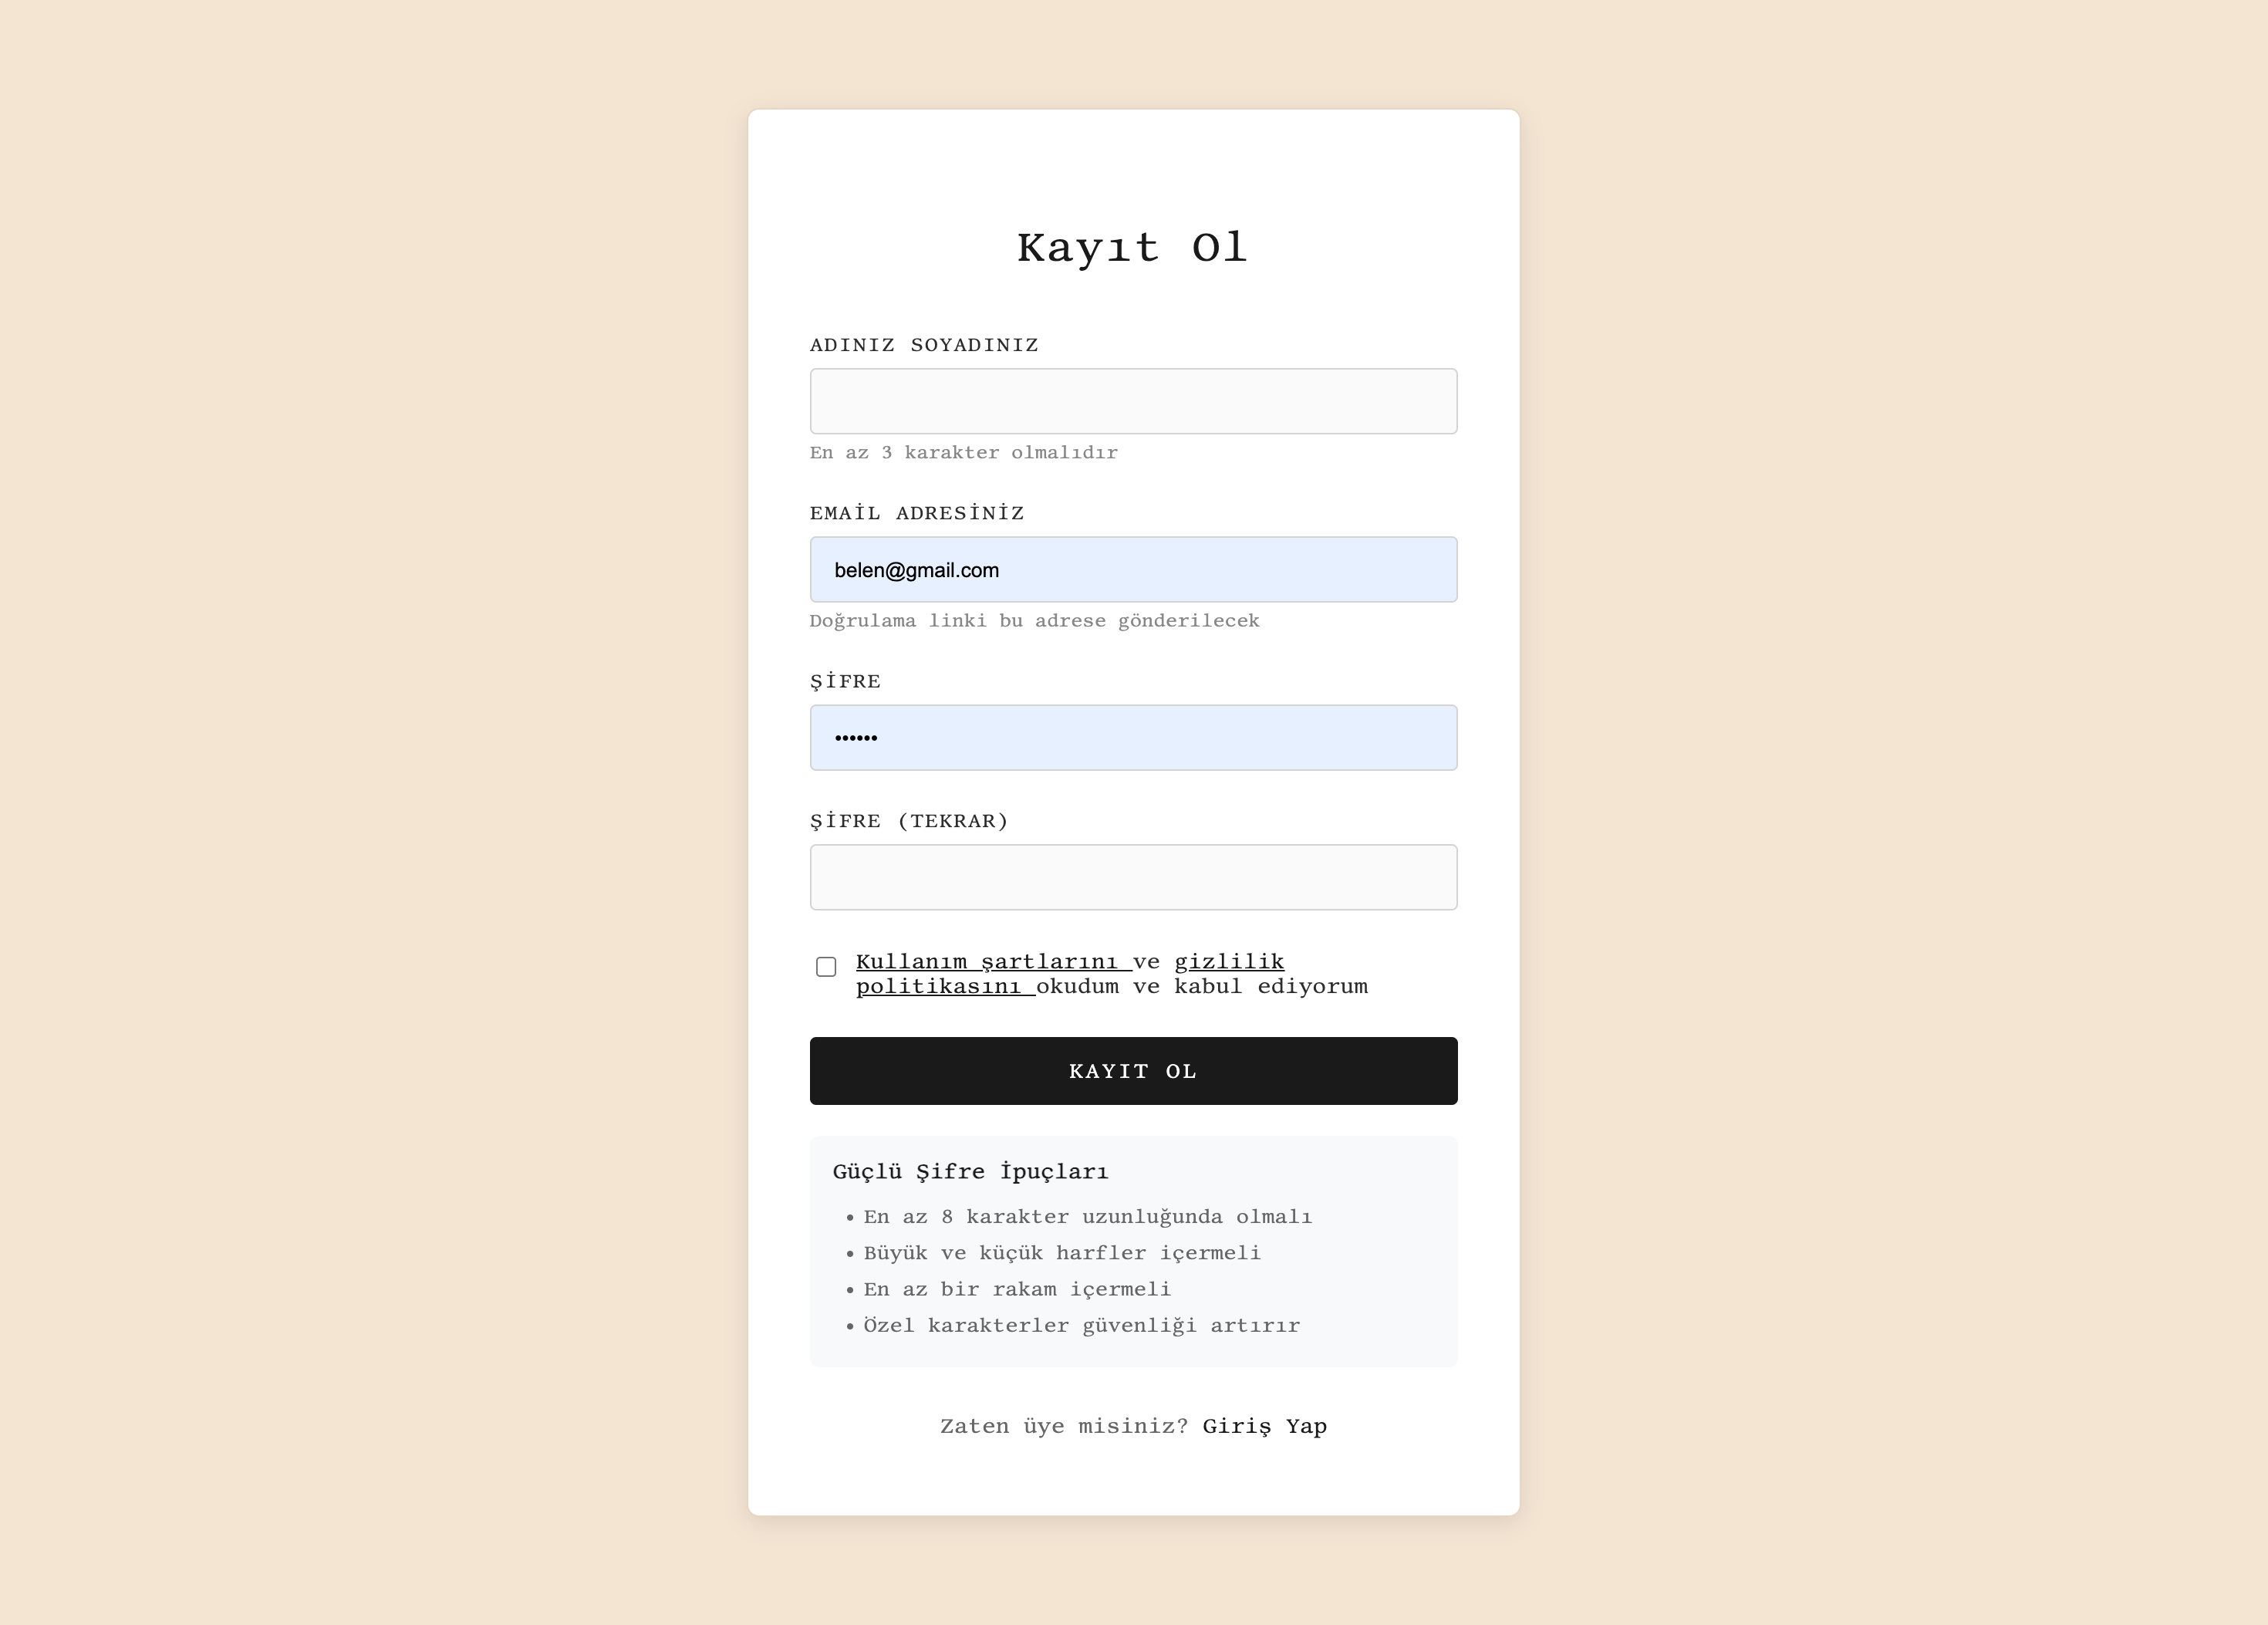 Kayıt Ol
ADINIZ SOYADINIZ
En az 3 karakter olmalıdır
EMAİL ADRESİNİZ
belen@gmail.com
Doğrulama linki bu adrese gönderilecek
ŞİFRE
••••••
ŞİFRE (TEKRAR)
Kullanım şartlarını ve gizlilik
politikasını okudum ve kabul ediyorum
KAYIT OL
Güçlü Şifre İpuçları
• En az 8 karakter uzunluğunda olmalı
• Büyük ve küçük harfler içermeli
• En az bir rakam içermeli
• Özel karakterler güvenliği artırır
Zaten üye misiniz? Giriş Yap